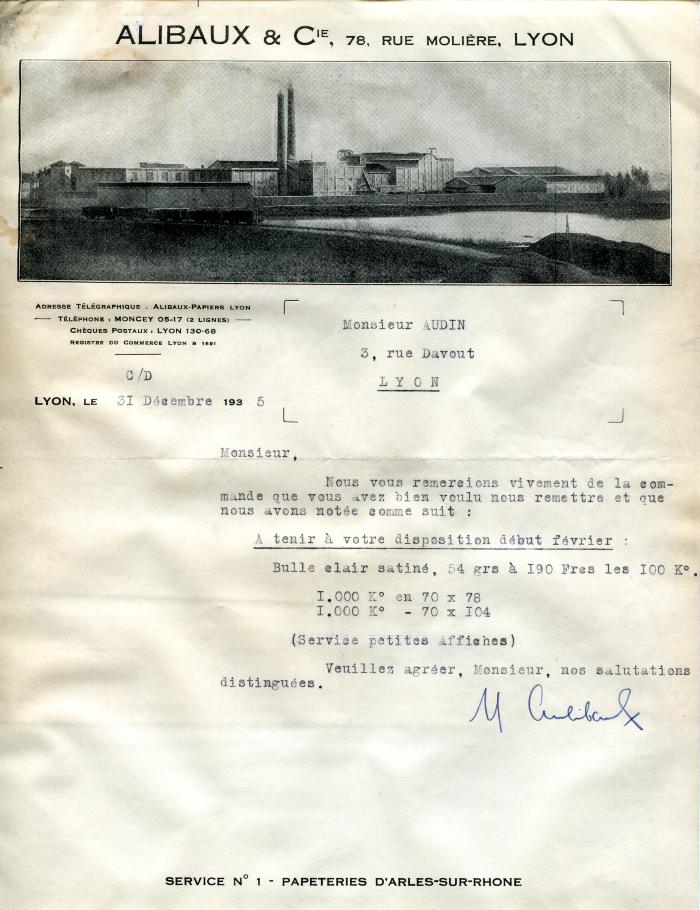 ALIBAUX & CIE, 78, RUE MOLIÈRE, LYON
ADRESSE TÉLÉGRAPHIQUE . ALIBAUX-PAPIERS LYON
TÉLÉPHONE : MONCEY 05-17 (2 LIGNES)
CHÈQUES POSTAUX : LYON 130-68
REGISTRE DU COMMERCE LYON B 1691
C/D
LYON, LE 31 Décembre 193 5
Monsieur AUDIN
3, rue Davout
LYON
Monsieur,
Nous vous remercions vivement de la com-
mande que vous avez bien voulu nous remettre et que
nous avons notée comme suit :
A tenir à votre disposition début février :
Bulle clair satiné, 54 grs à I90 Frcs les I00 K°.
I.000 K° en 70 x 78
I.000 K° - 70 x I04
(Service petites affiches)
Veuillez agréer, Monsieur, nos salutations
distinguées.
SERVICE N° 1 - PAPETERIES D'ARLES-SUR-RHONE